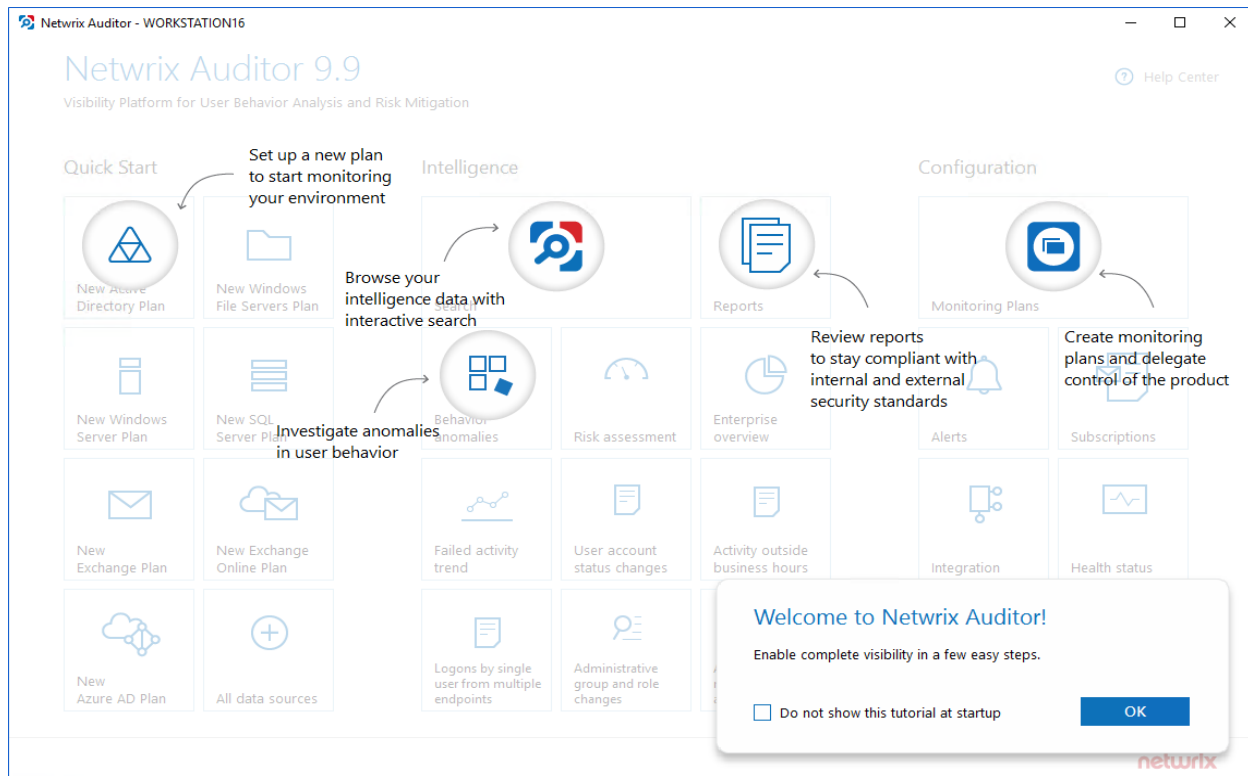 Netwrix Auditor - WORKSTATION16
Netwrix Auditor 9.9
Help Center
Visibility Platform for User Behavior Analysis and Risk Mitigation
Quick Start
Set up a new plan
to start monitoring
your environment
Intelligence
Configuration
New Active
Directory Plan
New Windows
File Servers Plan
Browse your
intelligence data with
interactive search
Search
Reports
Monitoring Plans
Review reports
to stay compliant with
internal and external
security standards
Create monitoring
plans and delegate
control of the product
New Windows
Server Plan
New SQL
Server Plan
Investigate anomalies
in user behavior
Behavior
anomalies
Risk assessment
Enterprise
overview
Alerts
Subscriptions
New
Exchange Plan
New Exchange
Online Plan
Failed activity
trend
User account
status changes
Activity outside
business hours
Integration
Health status
New
Azure AD Plan
All data sources
Logons by single
user from multiple
endpoints
Administrative
group and role
changes
Welcome to Netwrix Auditor!
Enable complete visibility in a few easy steps.
Do not show this tutorial at startup
OK
netwrix